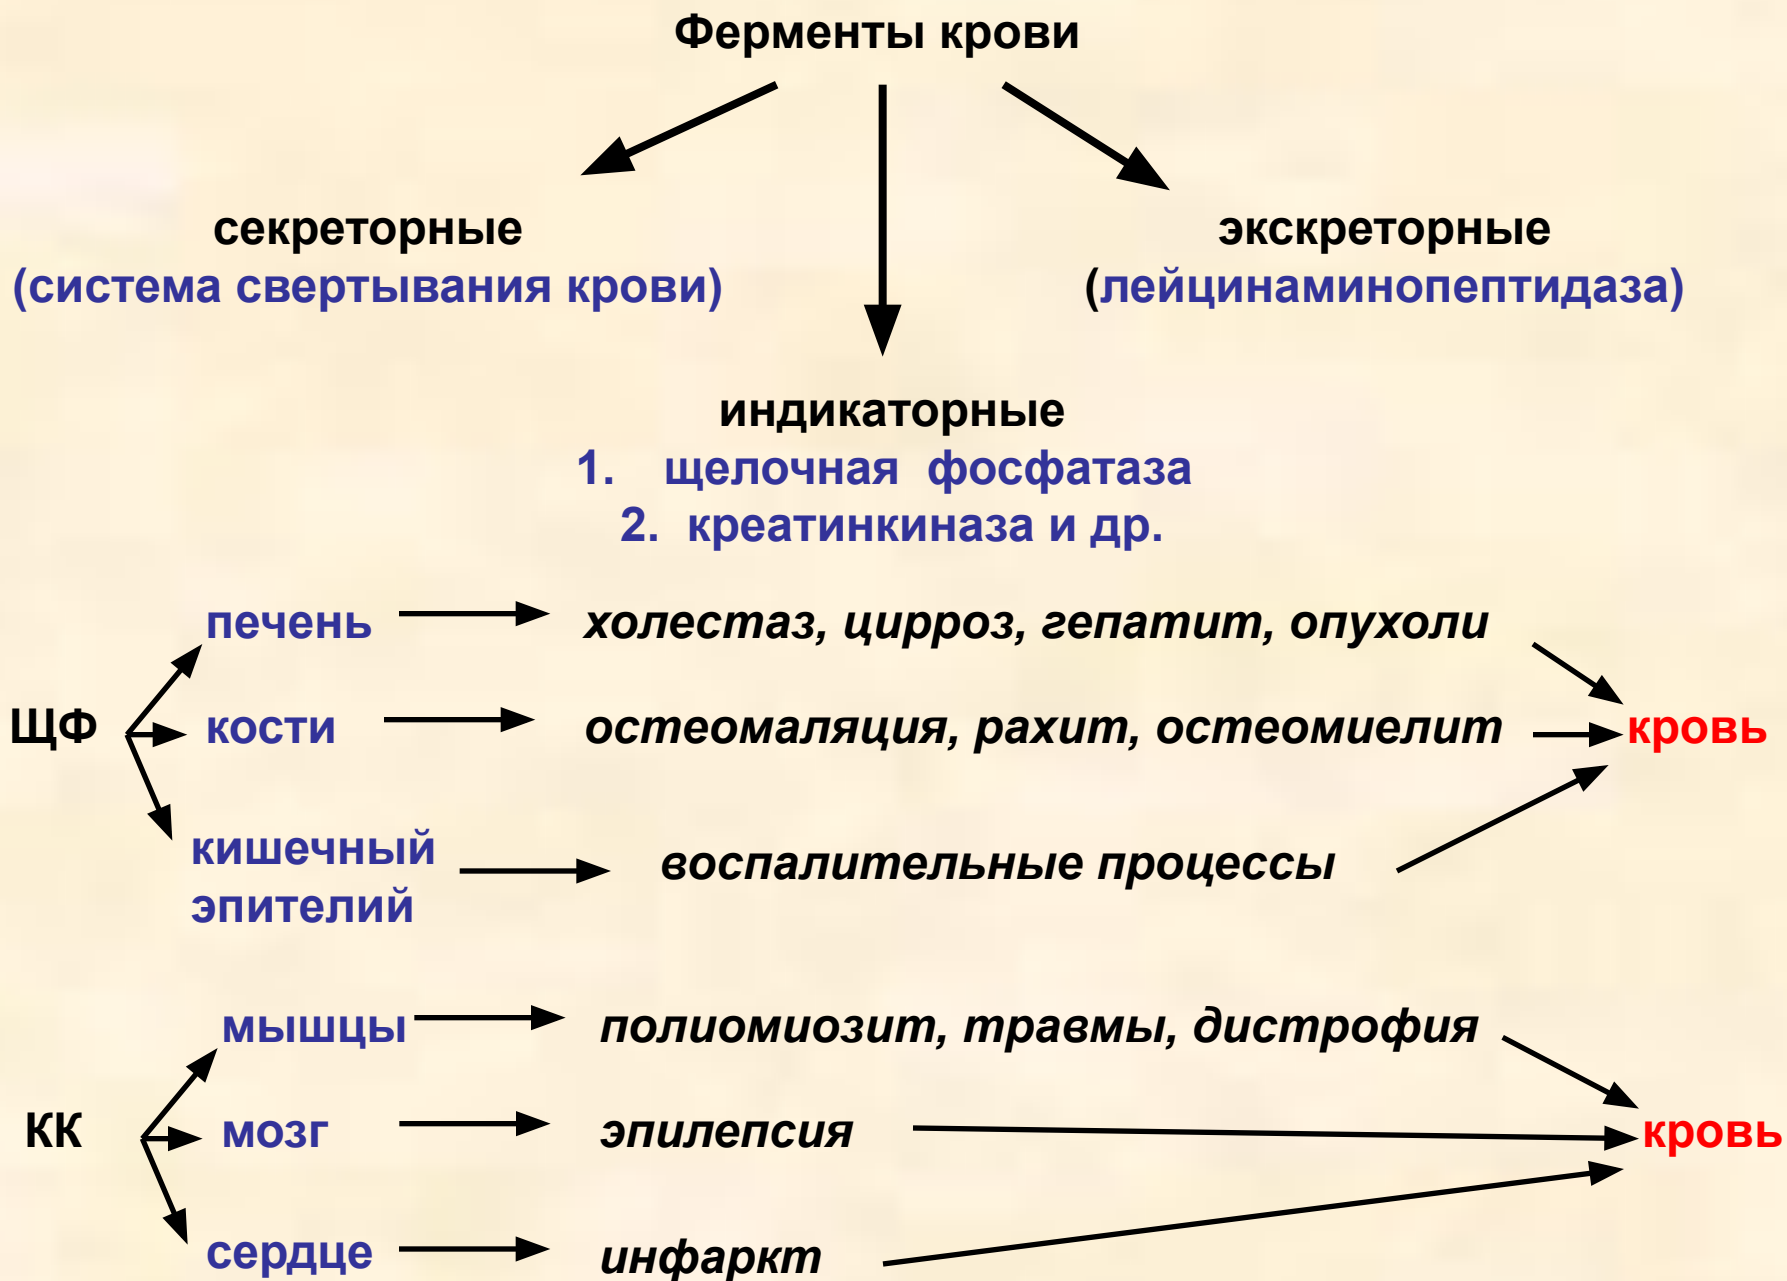 Ферменты крови
секреторные
(система свертывания крови)
экскреторные
(лейцинаминопептидаза)
индикаторные
1. щелочная фосфатаза
2. креатинкиназа и др.
печень
холестаз, цирроз, гепатит, опухоли
ЩФ
кости
остеомаляция, рахит, остеомиелит
кровь
кишечный
эпителий
воспалительные процессы
мышцы
полиомиозит, травмы, дистрофия
КК
мозг
эпилепсия
кровь
сердце
инфаркт